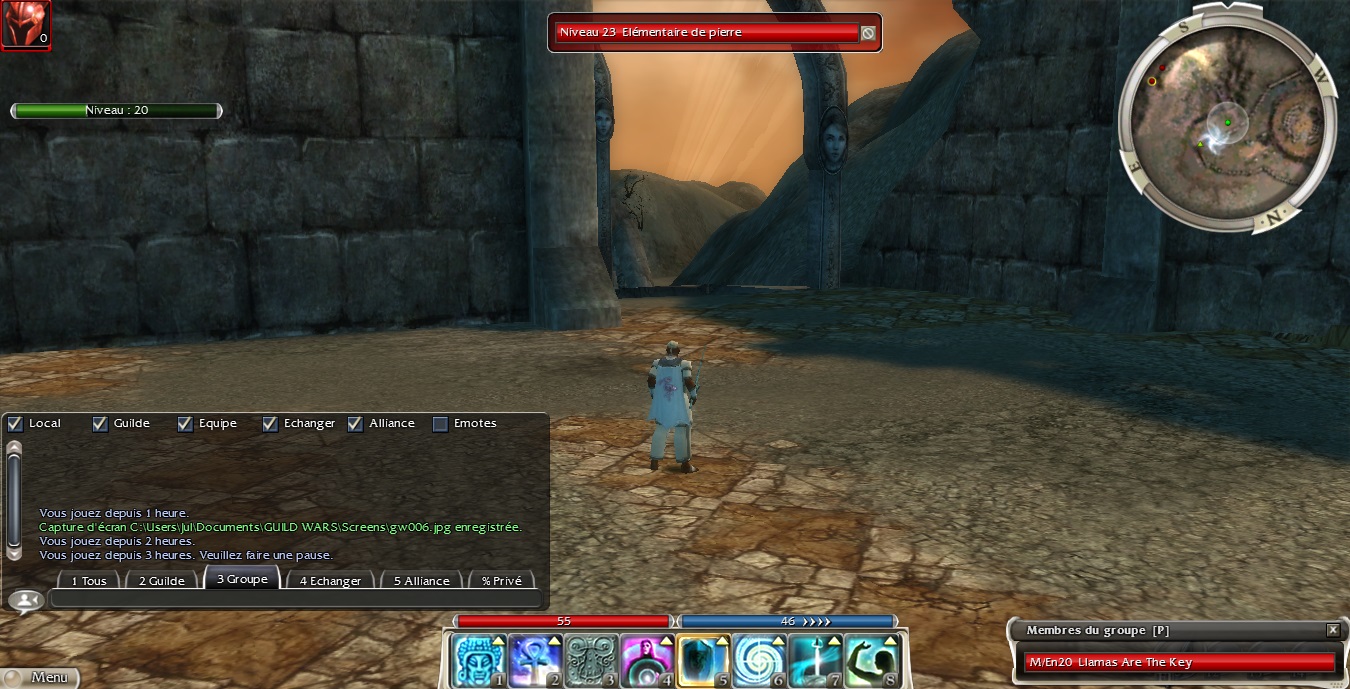 0
Niveau 23 Elémentaire de pierre
S
W
E
N
Niveau : 20
Local Guilde Equipe Echanger Alliance Emotes
Vous jouez depuis 1 heure.
Capture d'écran C:\Users\Jul\Documents\GUILD WARS\Screens\gw006.jpg enregistrée.
Vous jouez depuis 2 heures.
Vous jouez depuis 3 heures. Veuillez faire une pause.
1 Tous 2 Guilde 3 Groupe 4 Echanger 5 Alliance % Privé
55 46
1 2 3 4 5 6 7 8
Membres du groupe [P]
M/En20 Llamas Are The Key
Menu